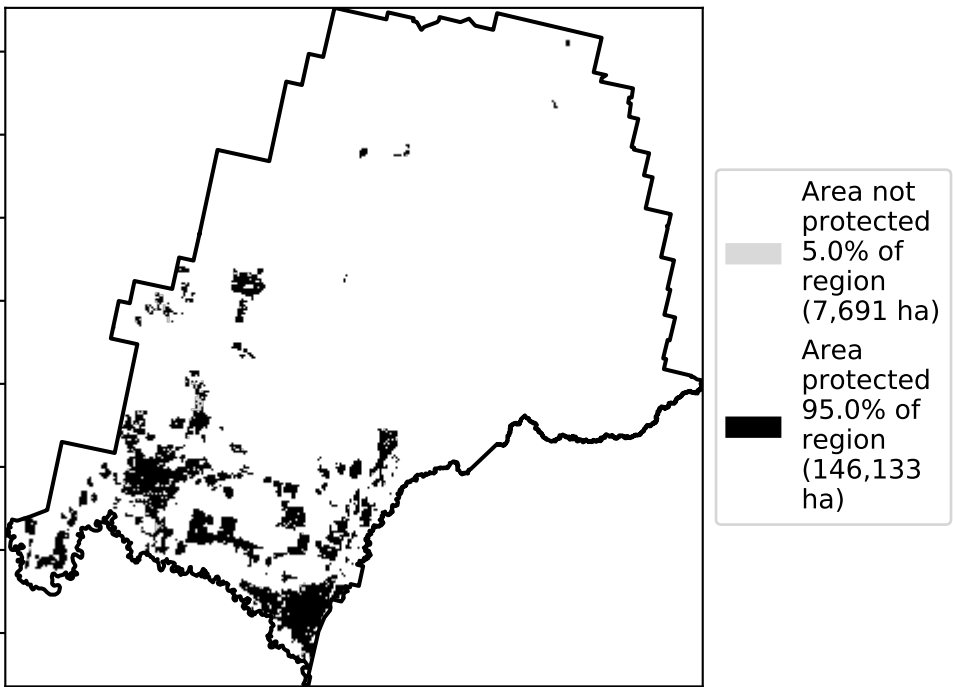 Area not
protected
5.0% of
region
(7,691 ha)
Area
protected
95.0% of
region
(146,133
ha)